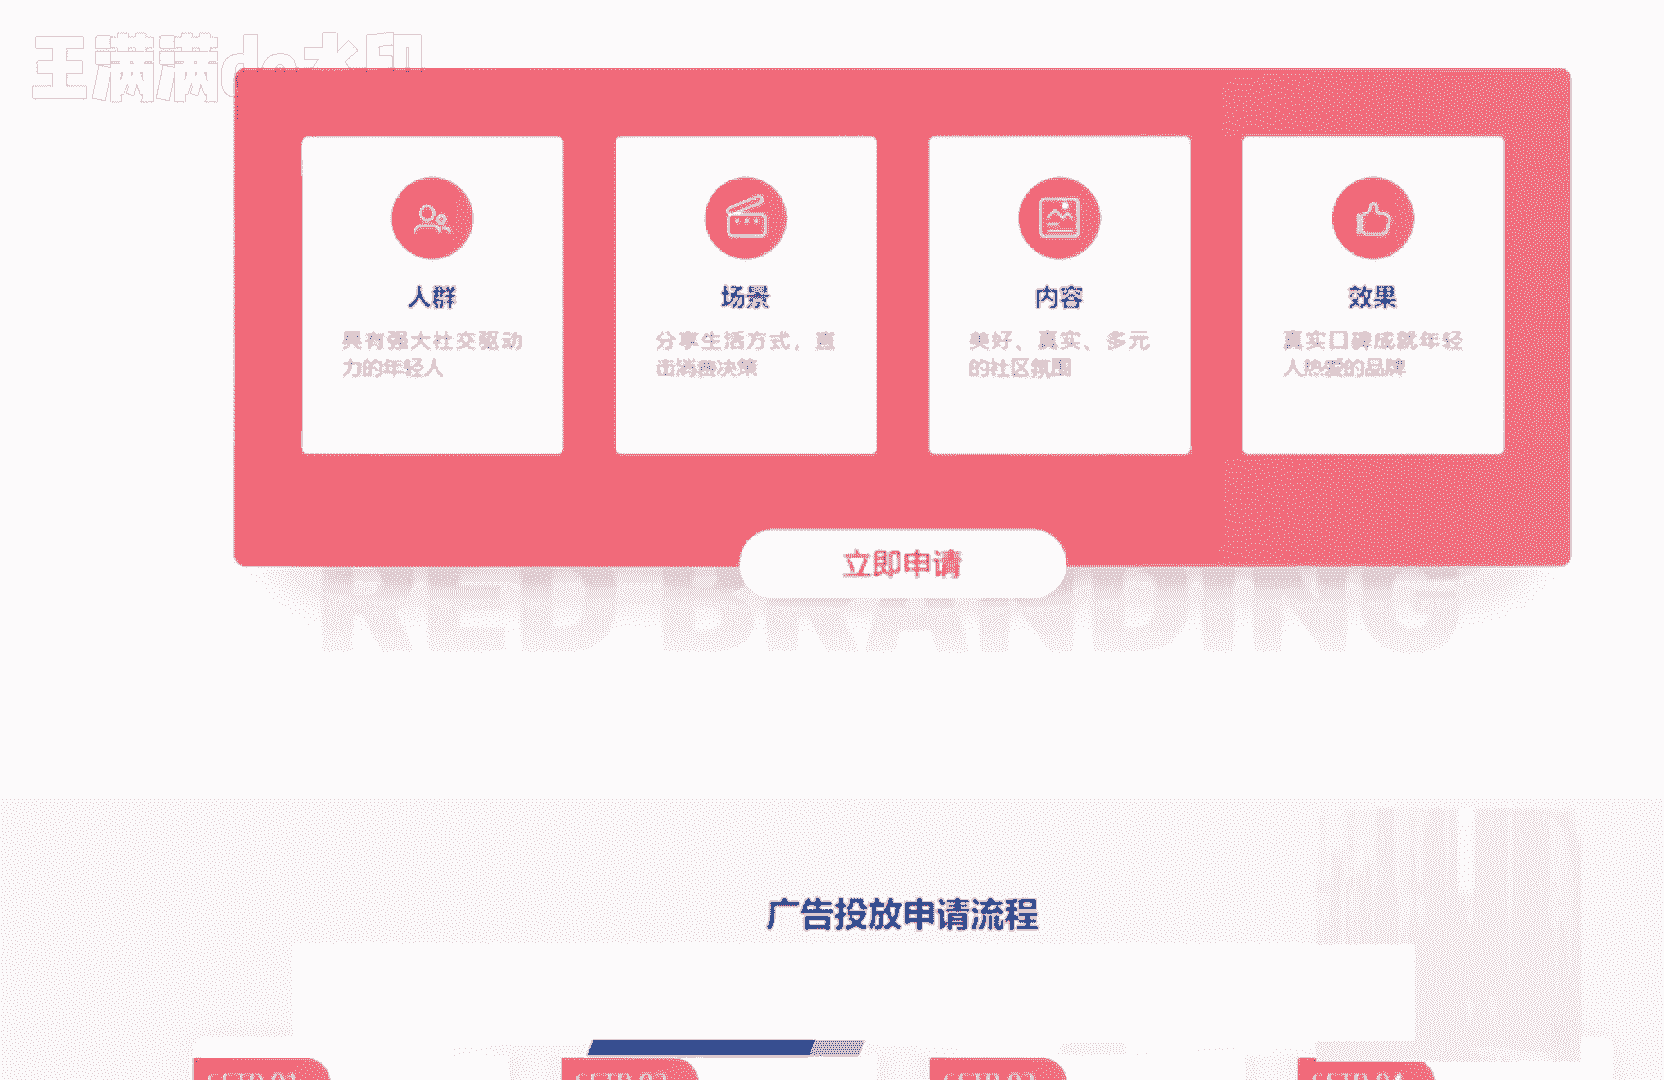 王满满do水印
人群
具有强大社交驱动
力的年轻人
场景
分享生活方式，直
击消费决策
内容
美好、真实、多元
的社区氛围
效果
真实口碑成就年轻
人热爱的品牌
立即申请
RED BRANDING
广告投放申请流程
SETP 01
SETP 02
SETP 03
SETP 04